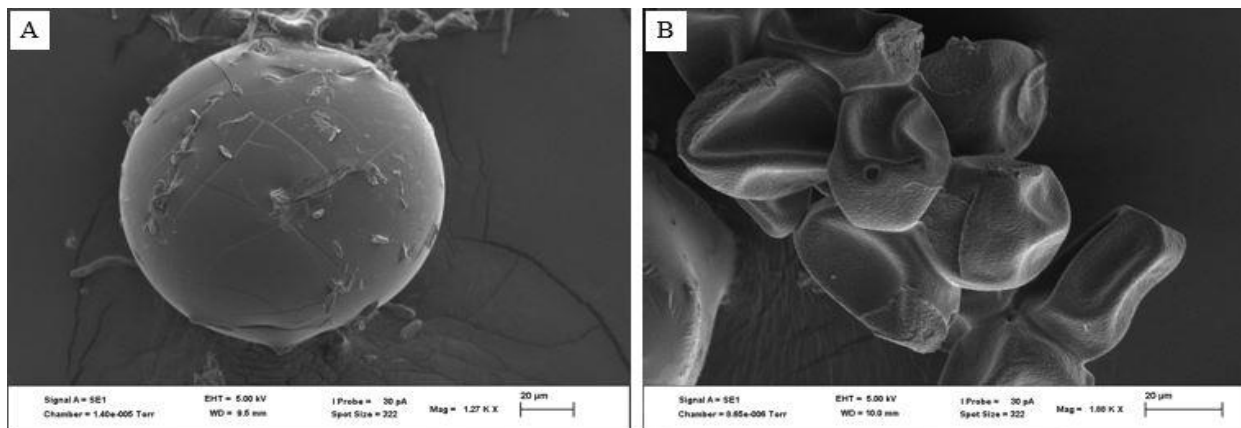 A
Signal A = SE1
Chamber = 1.40e-005 Torr
EHT = 5.00 kV
WD = 9.5 mm
I Probe = 30 pA
Spot Size = 322
Mag = 1.27 K X
20 µm
B
Signal A = SE1
EHT = 5.00 kV
WD = 10.0 mm
I Probe = 30 pA
Spot Size = 322
20 µm